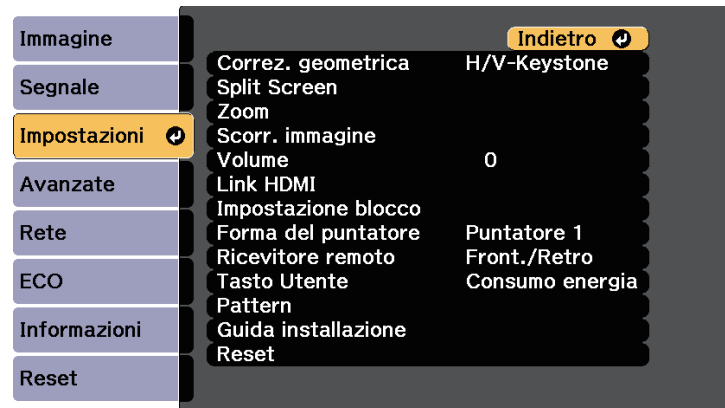 Immagine
Segnale
Impostazioni
Avanzate
Rete
ECO
Informazioni
Reset
Indietro
Correz. geometrica H/V-Keystone
Split Screen
Zoom
Scorr. immagine
Volume 0
Link HDMI
Impostazione blocco
Forma del puntatore Puntatore 1
Ricevitore remoto Front./Retro
Tasto Utente Consumo energia
Pattern
Guida installazione
Reset